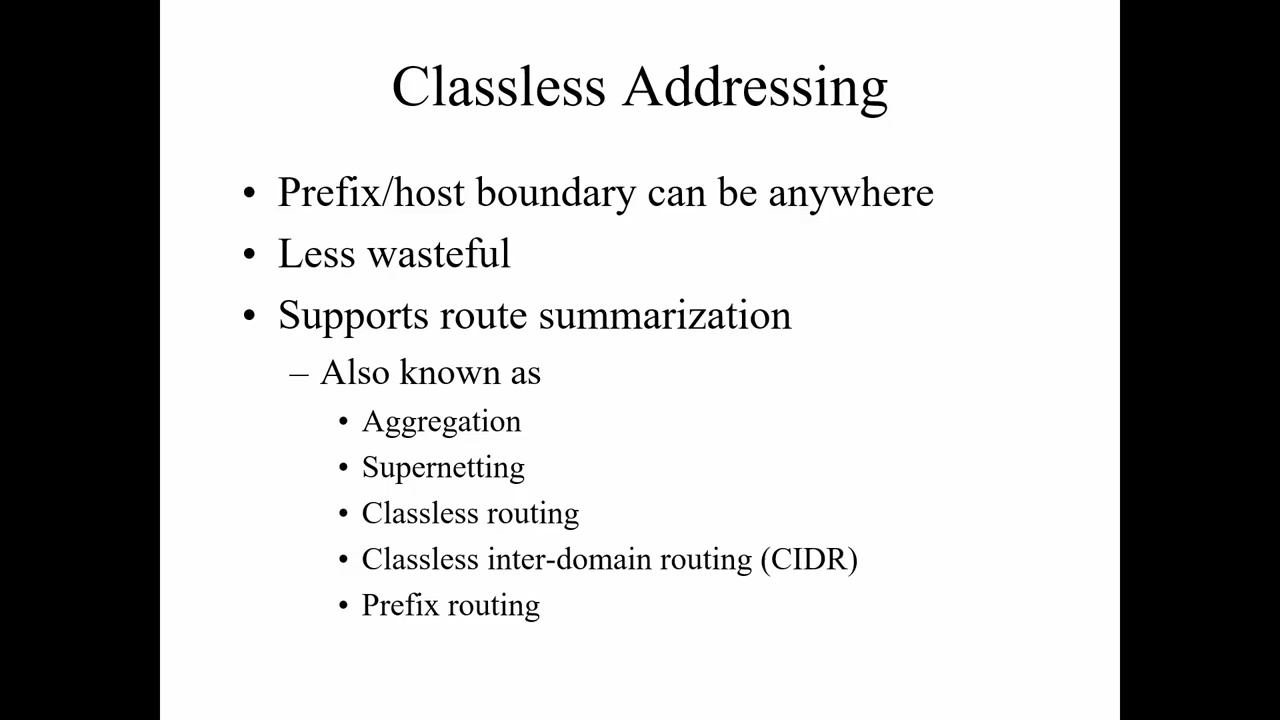 Classless Addressing
• Prefix/host boundary can be anywhere
• Less wasteful
• Supports route summarization
– Also known as
• Aggregation
• Supernetting
• Classless routing
• Classless inter-domain routing (CIDR)
• Prefix routing